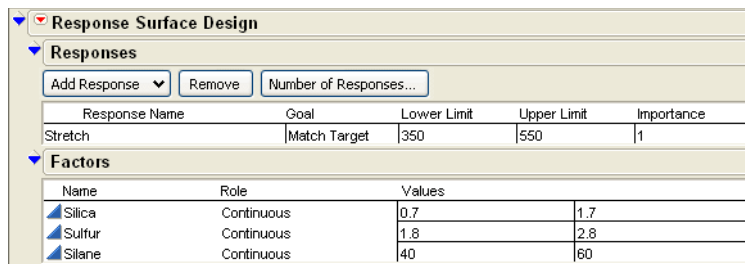 Response Surface Design
Responses
Add Response Remove Number of Responses...
Response Name Goal Lower Limit Upper Limit Importance
Stretch Match Target 350 550 1
Factors
Name Role Values
Silica Continuous 0.7 1.7
Sulfur Continuous 1.8 2.8
Silane Continuous 40 60